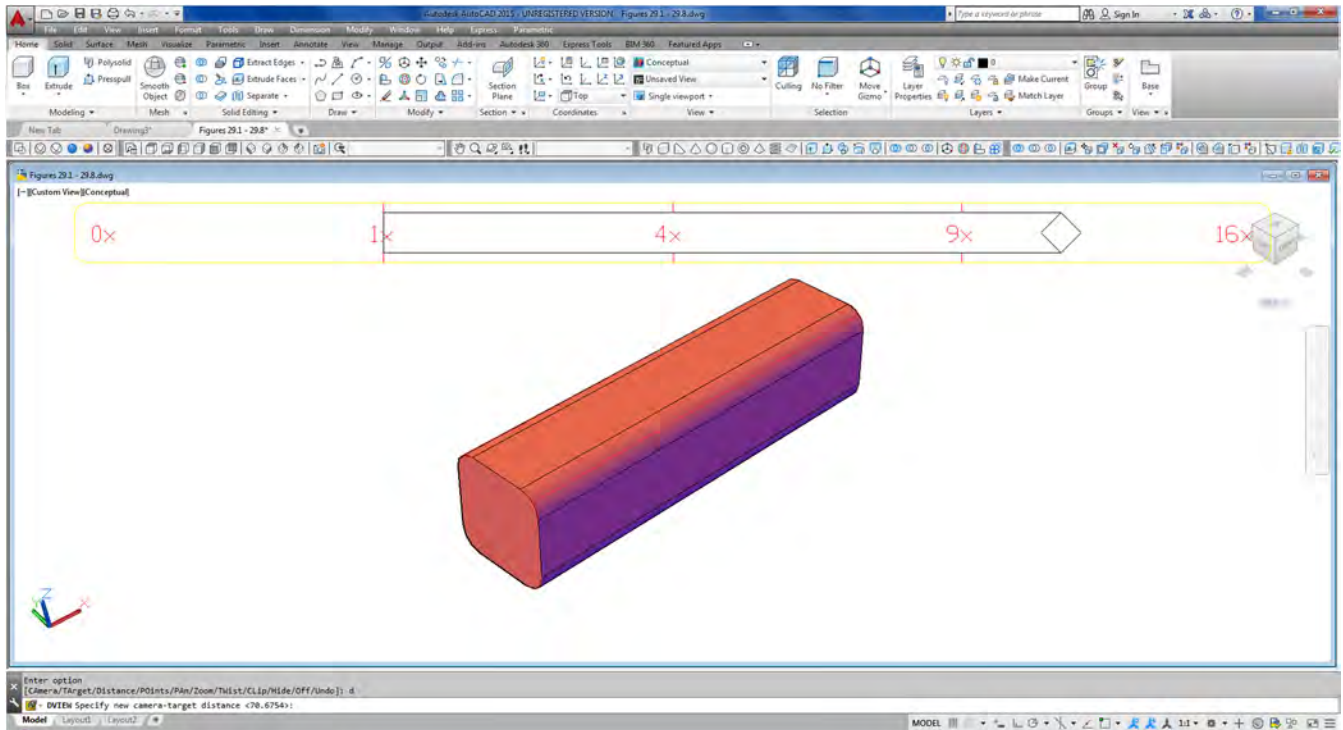 Autodesk AutoCAD 2015 - UNREGISTERED VERSION Figures 29.1 - 29.8.dwg Type a keyword or phrase Sign In
File Edit View Insert Format Tools Draw Dimension Modify Window Help Express Parametric
Home Solid Surface Mesh Visualize Parametric Insert Annotate View Manage Output Add-ins Autodesk 360 Express Tools BIM 360 Featured Apps
Polysolid Extract Edges Conceptual 0
Presspull Extrude Faces Unsaved View Make Current
Box Extrude Smooth Object Separate Section Plane Top Single viewport Culling No Filter Move Gizmo Layer Properties Match Layer Group Base
Modeling Mesh Solid Editing Draw Modify Section Coordinates View Selection Layers Groups View
New Tab Drawing3* Figures 29.1 - 29.8*
Figures 29.1 - 29.8.dwg
[-][Custom View][Conceptual]
0x 1x 4x 9x 16x
Z
Y X
Enter option
[CAmera/TArget/Distance/POints/PAn/Zoom/TWist/CLip/Hide/Off/Undo]: d
DVIEW Specify new camera-target distance <70.6754>:
Model Layout1 Layout2 + MODEL 1:1